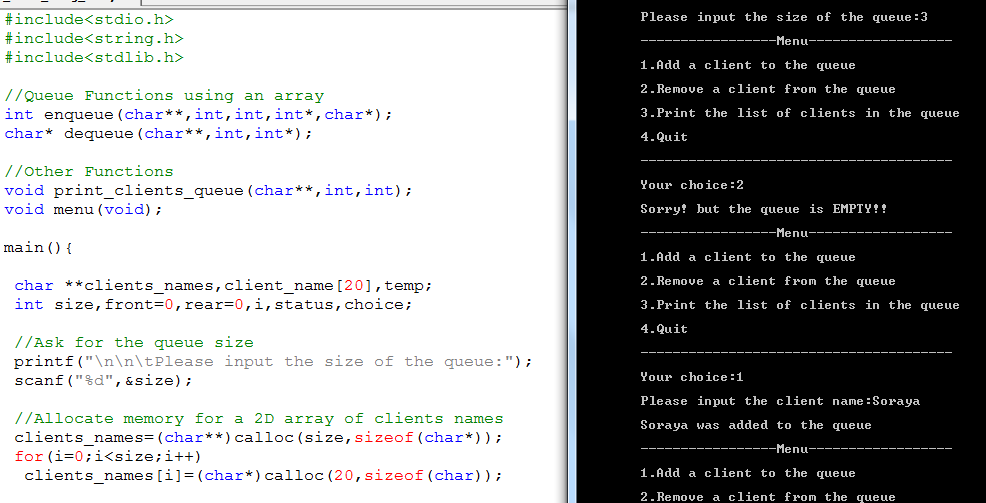 #include<stdio.h>
#include<string.h>
#include<stdlib.h>
//Queue Functions using an array
int enqueue(char**,int,int,int*,char*);
char* dequeue(char**,int,int*);
//Other Functions
void print_clients_queue(char**,int,int);
void menu(void);
main(){
char **clients_names,client_name[20],temp;
int size,front=0,rear=0,i,status,choice;
//Ask for the queue size
printf("\n\n\tPlease input the size of the queue:");
scanf("%d",&size);
//Allocate memory for a 2D array of clients names
clients_names=(char**)calloc(size,sizeof(char*));
for(i=0;i<size;i++)
clients_names[i]=(char*)calloc(20,sizeof(char));
Please input the size of the queue:3
-----------------Menu------------------
1.Add a client to the queue
2.Remove a client from the queue
3.Print the list of clients in the queue
4.Quit
---------------------------------------
Your choice:2
Sorry! but the queue is EMPTY!!
-----------------Menu------------------
1.Add a client to the queue
2.Remove a client from the queue
3.Print the list of clients in the queue
4.Quit
---------------------------------------
Your choice:1
Please input the client name:Soraya
Soraya was added to the queue
-----------------Menu------------------
1.Add a client to the queue
2.Remove a client from the queue